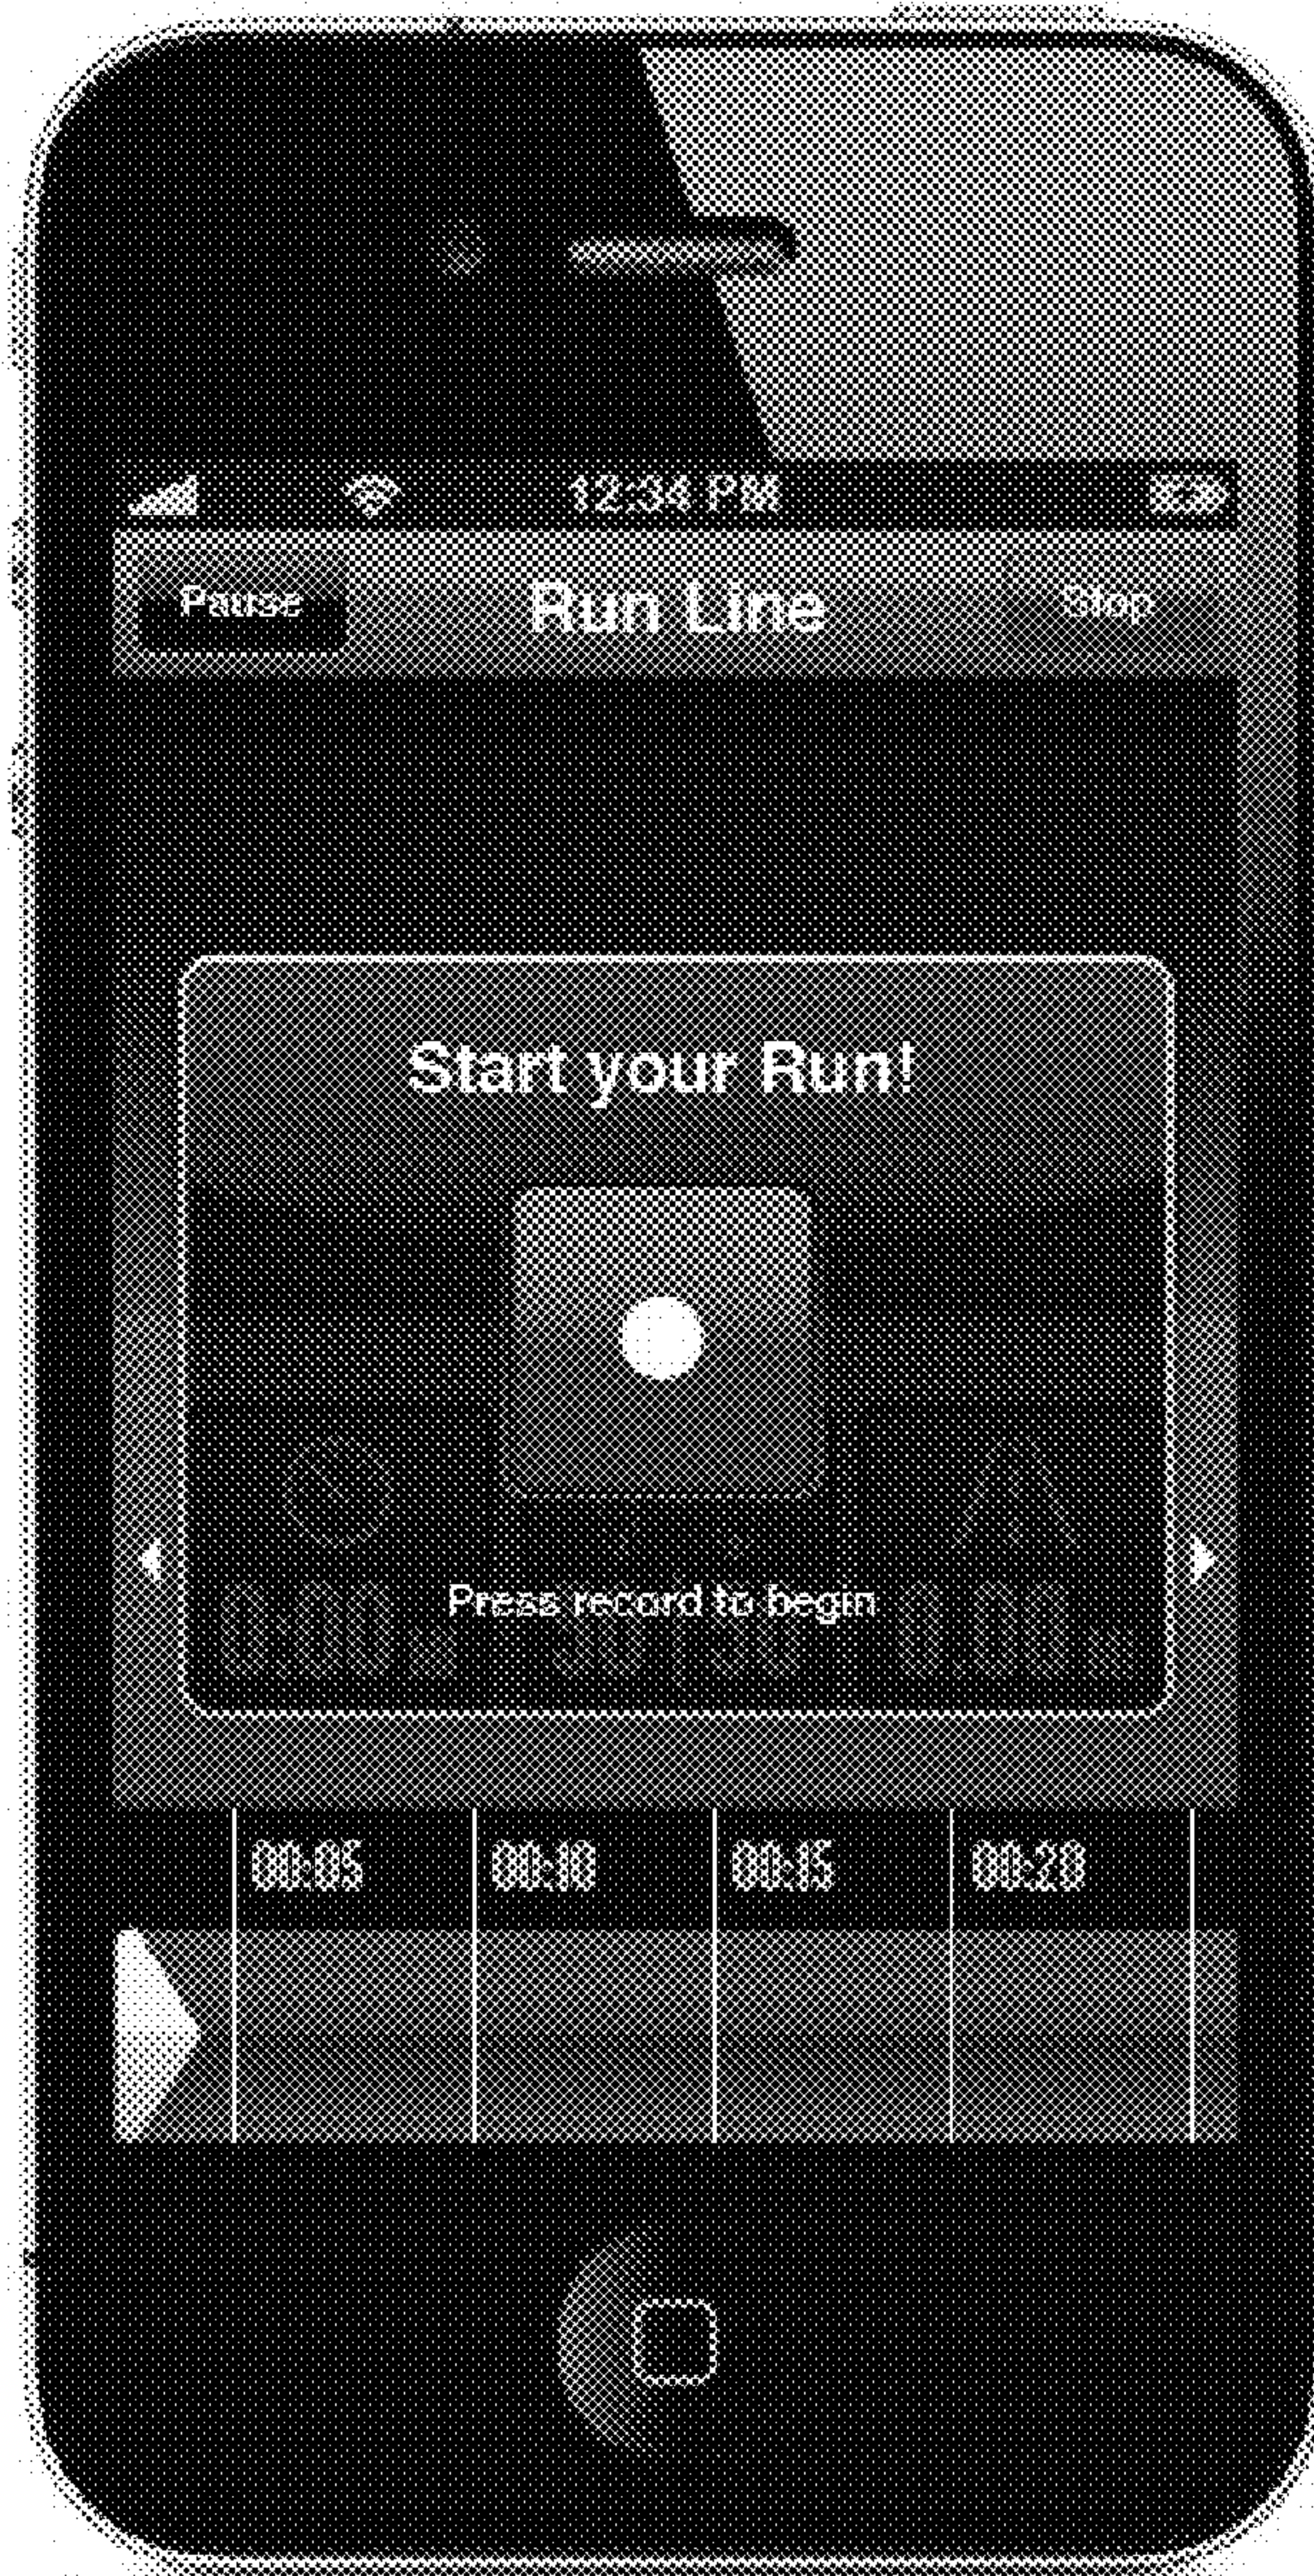 12:34 PM
Pause Run Line Stop
Start your Run!
Press record to begin
00:05 00:10 00:15 00:20